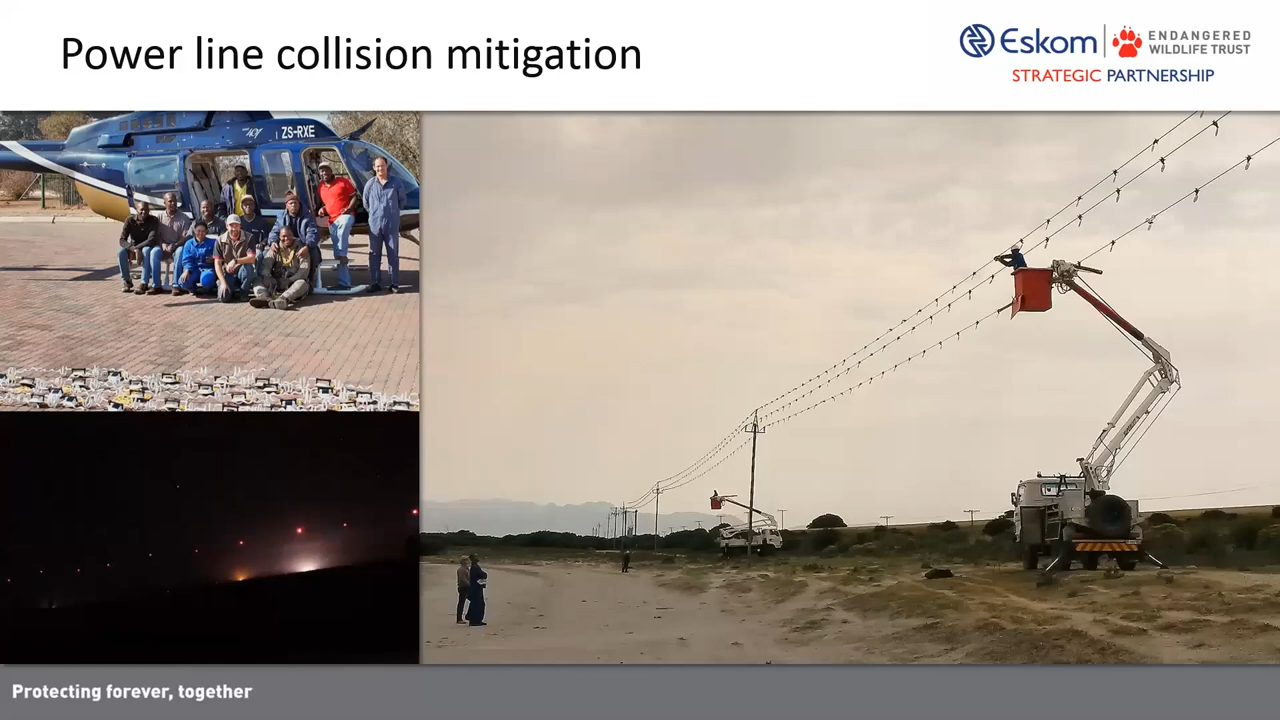 Power line collision mitigation
Eskom
ENDANGERED
WILDLIFE TRUST
STRATEGIC PARTNERSHIP
ZS-RXE
Protecting forever, together